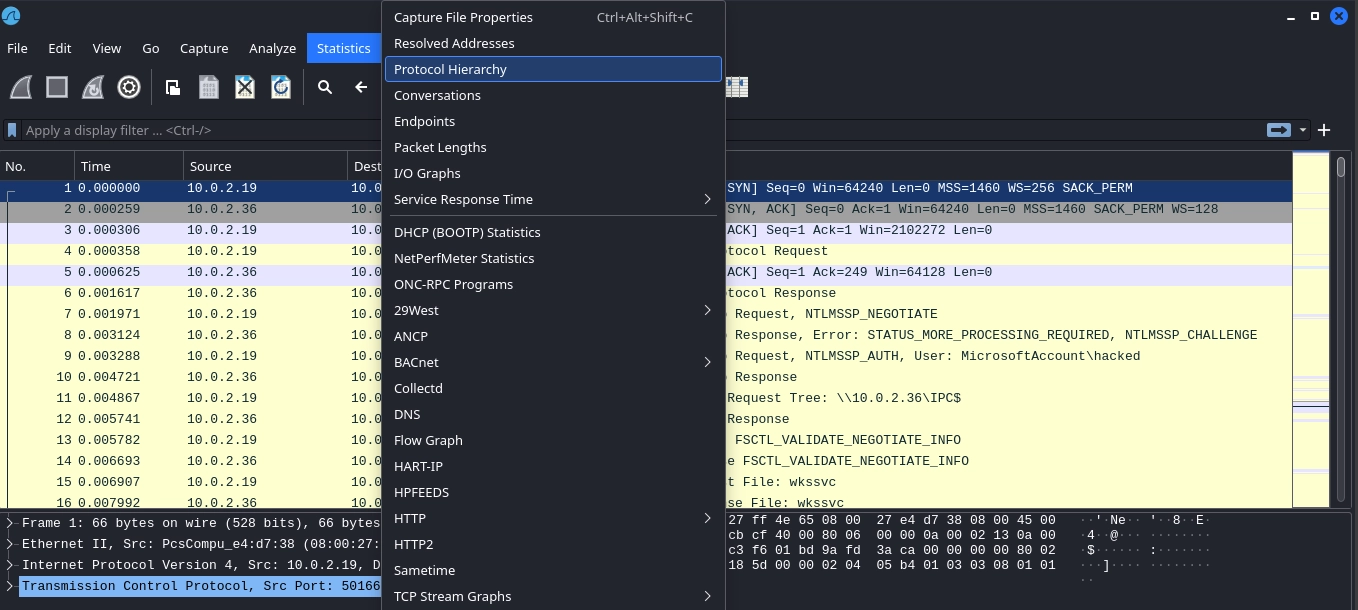 File Edit View Go Capture Analyze Statistics
Capture File Properties Ctrl+Alt+Shift+C
Resolved Addresses
Protocol Hierarchy
Conversations
Endpoints
Packet Lengths
I/O Graphs
Service Response Time
DHCP (BOOTP) Statistics
NetPerfMeter Statistics
ONC-RPC Programs
29West
ANCP
BACnet
Collectd
DNS
Flow Graph
HART-IP
HPFEEDS
HTTP
HTTP2
Sametime
TCP Stream Graphs
Apply a display filter ... <Ctrl-/>
No. Time Source Dest
1 0.000000 10.0.2.19 10.0 SYN] Seq=0 Win=64240 Len=0 MSS=1460 WS=256 SACK_PERM
2 0.000259 10.0.2.36 10.0 SYN, ACK] Seq=0 Ack=1 Win=64240 Len=0 MSS=1460 SACK_PERM WS=128
3 0.000306 10.0.2.19 10.0 ACK] Seq=1 Ack=1 Win=2102272 Len=0
4 0.000358 10.0.2.19 10.0 tocol Request
5 0.000625 10.0.2.36 10.0 ACK] Seq=1 Ack=249 Win=64128 Len=0
6 0.001617 10.0.2.36 10.0 tocol Response
7 0.001971 10.0.2.19 10.0 Request, NTLMSSP_NEGOTIATE
8 0.003124 10.0.2.36 10.0 Response, Error: STATUS_MORE_PROCESSING_REQUIRED, NTLMSSP_CHALLENGE
9 0.003288 10.0.2.19 10.0 Request, NTLMSSP_AUTH, User: MicrosoftAccount\hacked
10 0.004721 10.0.2.36 10.0 Response
11 0.004867 10.0.2.19 10.0 Request Tree: \\10.0.2.36\IPC$
12 0.005741 10.0.2.36 10.0 Response
13 0.005782 10.0.2.19 10.0 FSCTL_VALIDATE_NEGOTIATE_INFO
14 0.006693 10.0.2.36 10.0 e FSCTL_VALIDATE_NEGOTIATE_INFO
15 0.006907 10.0.2.19 10.0 t File: wkssvc
16 0.007992 10.0.2.36 10.0 se File: wkssvc
Frame 1: 66 bytes on wire (528 bits), 66 bytes
Ethernet II, Src: PcsCompu_e4:d7:38 (08:00:27:
Internet Protocol Version 4, Src: 10.0.2.19, D
Transmission Control Protocol, Src Port: 50166
27 ff 4e 65 08 00 27 e4 d7 38 08 00 45 00 ··'·Ne·· '··8··E·
cb cf 40 00 80 06 00 00 0a 00 02 13 0a 00 ·4··@··· ········
c3 f6 01 bd 9a fd 3a ca 00 00 00 00 80 02 ·$······ :·······
18 5d 00 00 02 04 05 b4 01 03 03 08 01 01 ···]···· ········
··